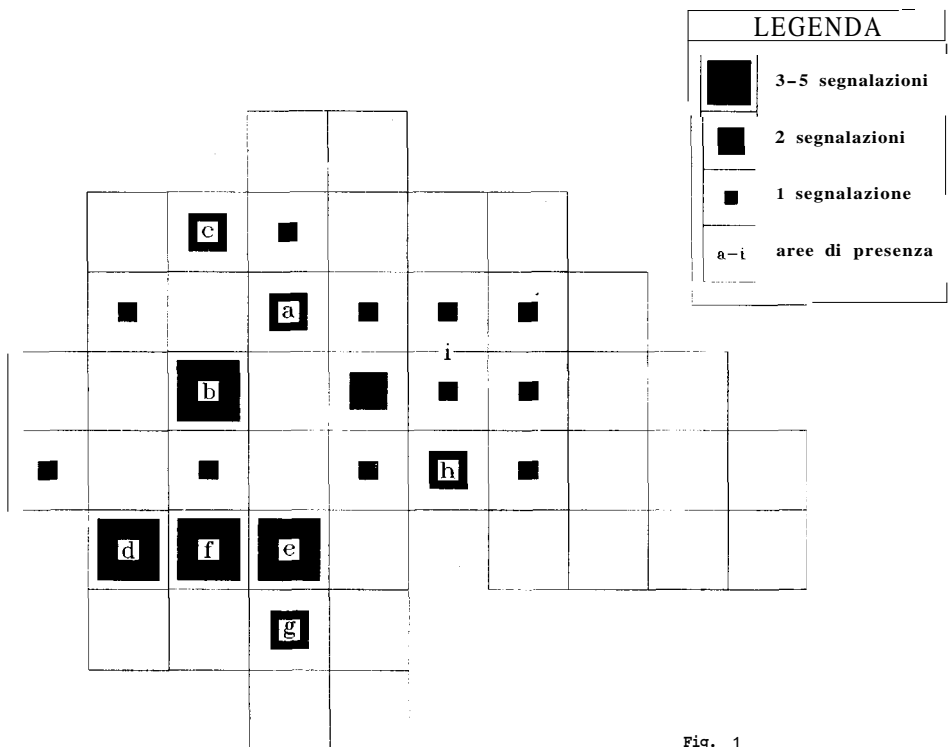 LEGENDA
3-5 segnalazioni
2 segnalazioni
1 segnalazione
a-i aree di presenza
c
a
i
b
h
d f e
g
Fig. 1